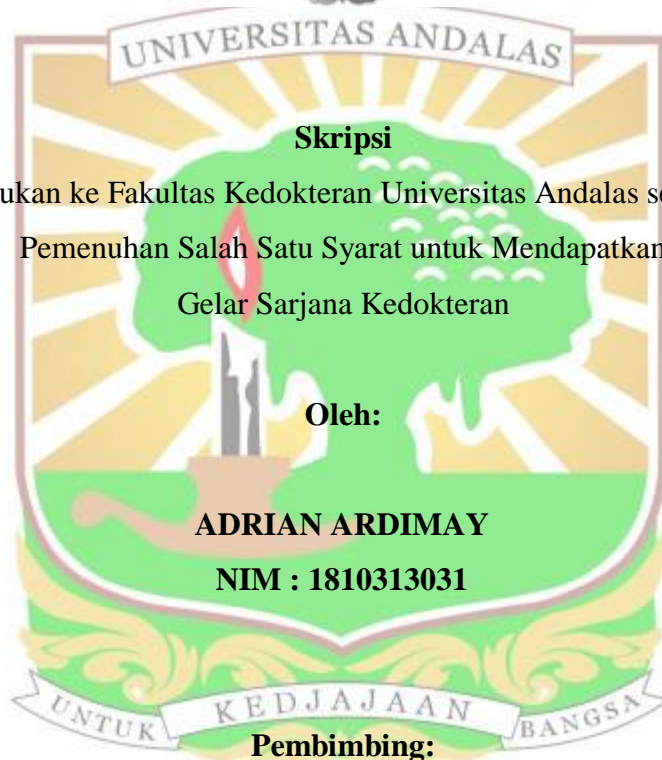 UNIVERSITAS ANDALAS
Skripsi
ukan ke Fakultas Kedokteran Universitas Andalas se
Pemenuhan Salah Satu Syarat untuk Mendapatkan
Gelar Sarjana Kedokteran
Oleh:
ADRIAN ARDIMAY
NIM : 1810313031
UNTUK KEDJAJAAN BANGSA
Pembimbing: